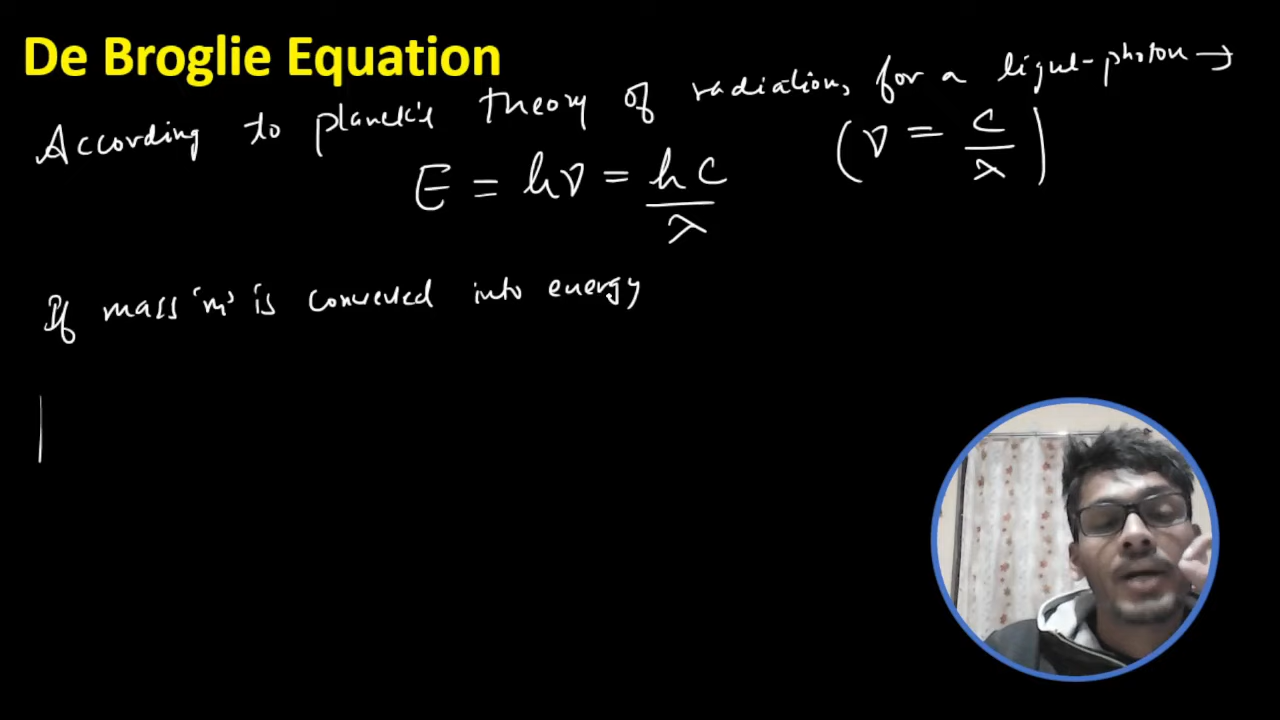 De Broglie Equation
According to planck's theory of radiation, for a light-photon →
E = hν = hc/λ (ν = c/λ)
If mass 'm' is converted into energy